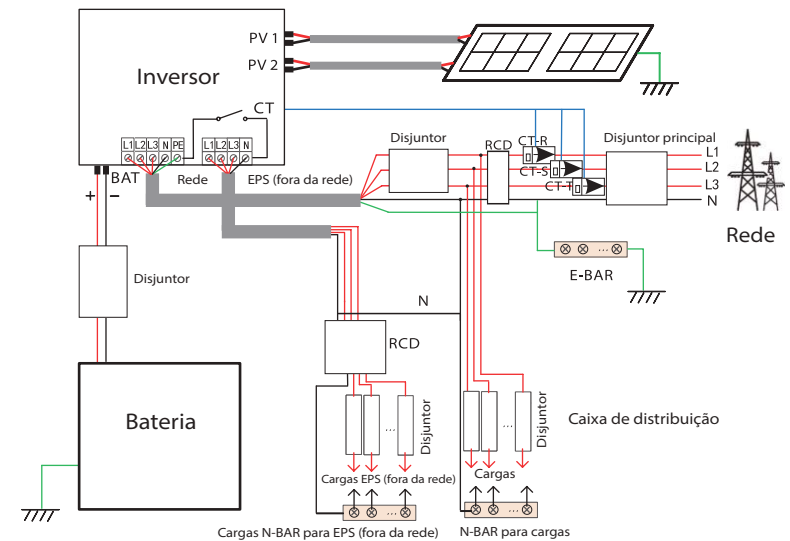 PV 1
Inversor
PV 2
CT
L1 L2 L3 N PE
L1 L2 L3 N
BAT
Rede
EPS (fora da rede)
+
−
Disjuntor
RCD
CT-R
CT-S
CT-T
Disjuntor principal
L1
L2
L3
N
Rede
E-BAR
Disjuntor
N
RCD
Bateria
...
Disjuntor
...
Disjuntor
Caixa de distribuição
Cargas EPS (fora da rede)
Cargas
...
...
Cargas N-BAR para EPS (fora da rede)
N-BAR para cargas